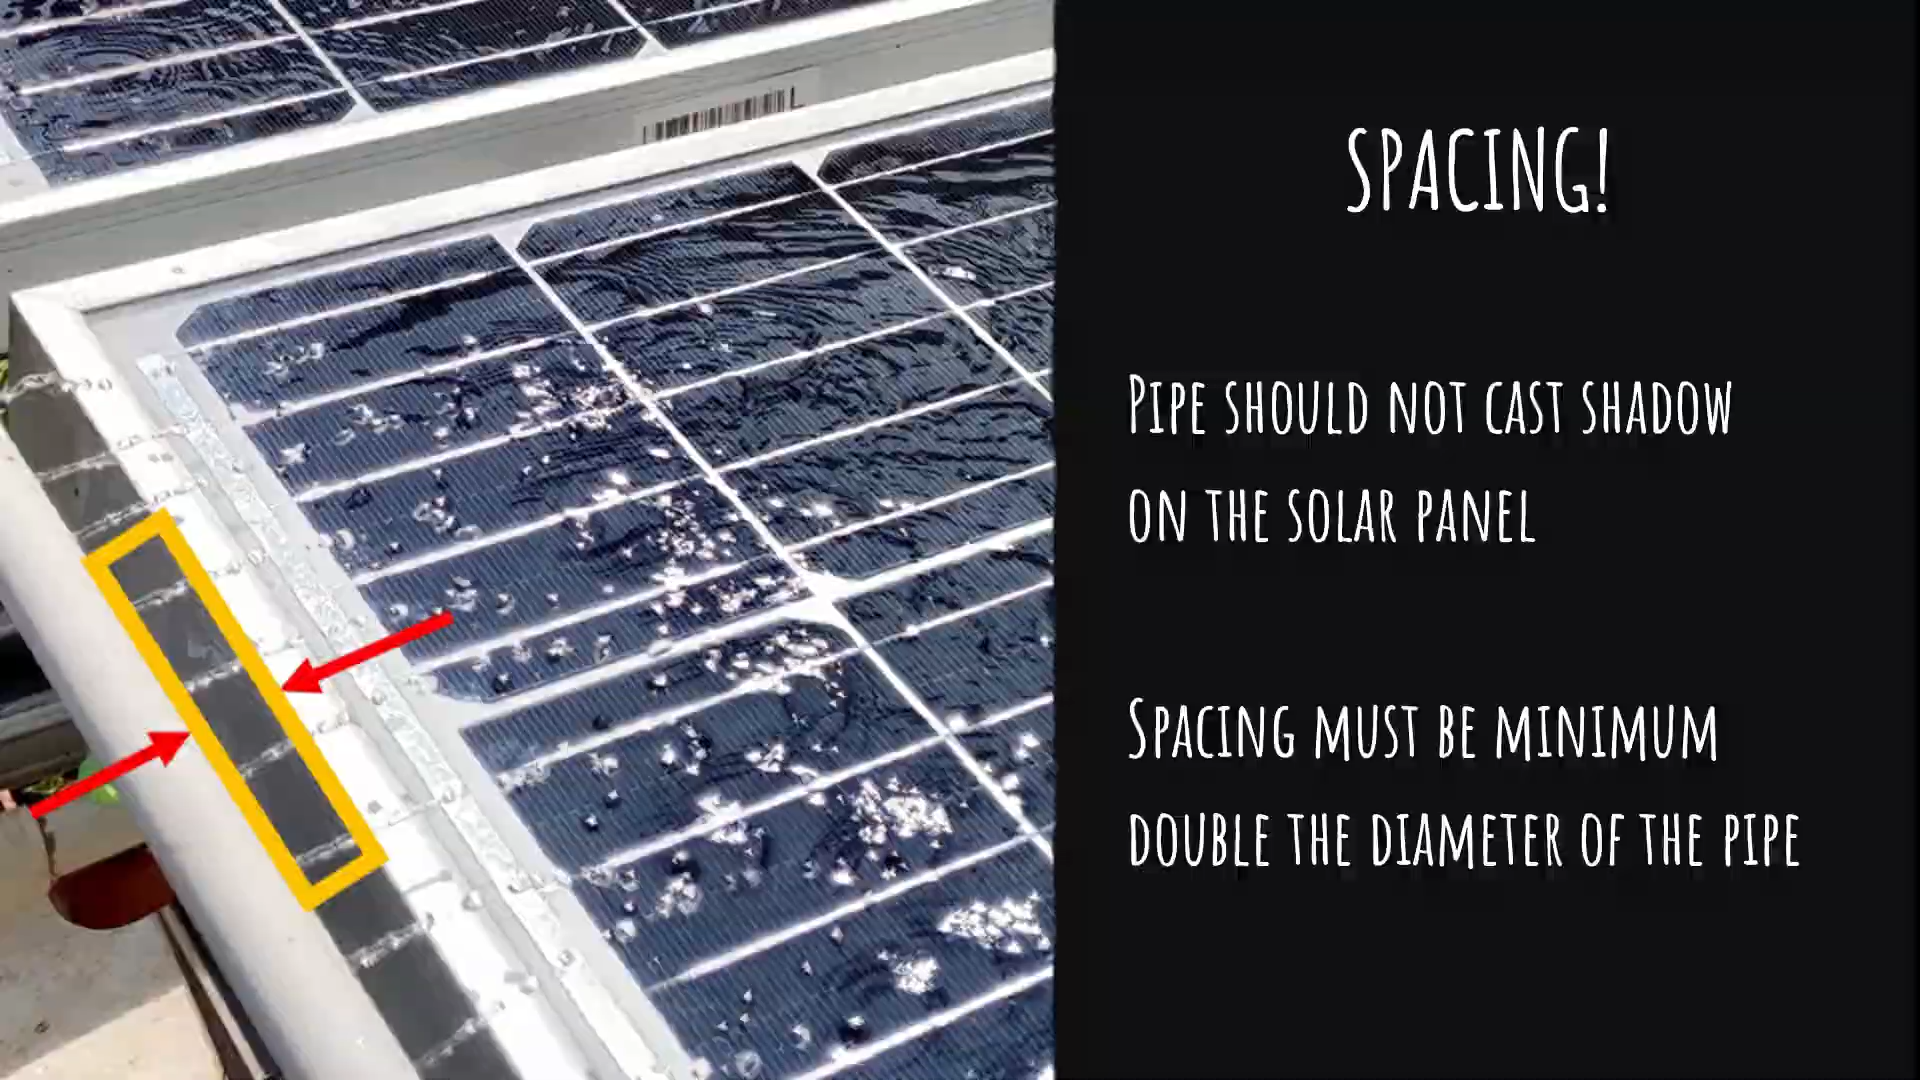 SPACING!
PIPE SHOULD NOT CAST SHADOW
ON THE SOLAR PANEL
SPACING MUST BE MINIMUM
DOUBLE THE DIAMETER OF THE PIPE